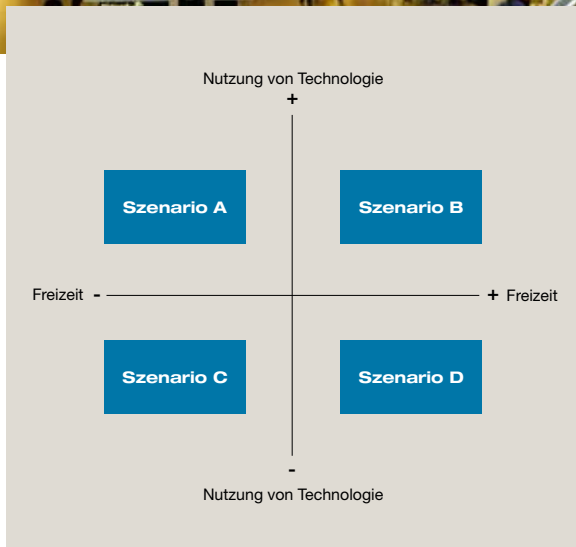 Nutzung von Technologie
+
Szenario A
Szenario B
Freizeit -
+ Freizeit
Szenario C
Szenario D
-
Nutzung von Technologie